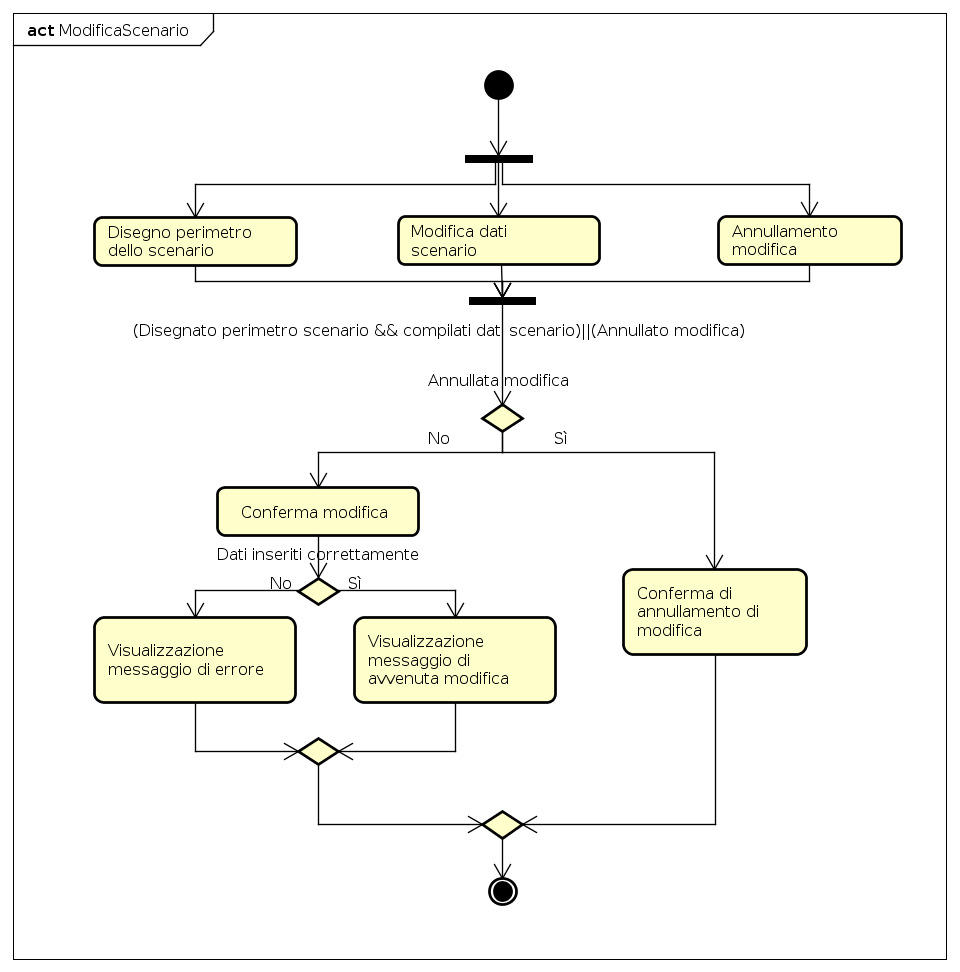 act ModificaScenario
Disegno perimetro
dello scenario
Modifica dati
scenario
Annullamento
modifica
(Disegnato perimetro scenario && compilati dati scenario)||(Annullato modifica)
Annullata modifica
No
Sì
Conferma modifica
Dati inseriti correttamente
No
Sì
Conferma di
annullamento di
modifica
Visualizzazione
messaggio di errore
Visualizzazione
messaggio di
avvenuta modifica